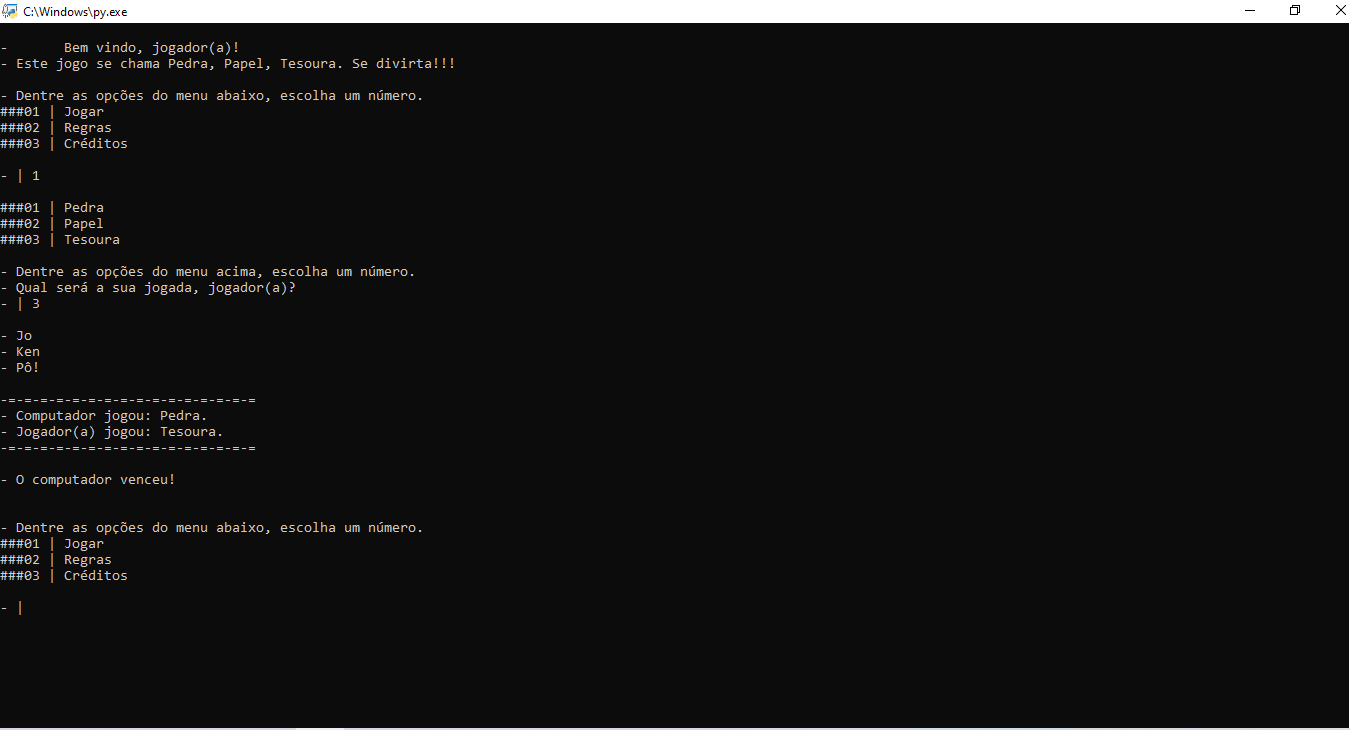 C:\Windows\py.exe
-       Bem vindo, jogador(a)!
- Este jogo se chama Pedra, Papel, Tesoura. Se divirta!!!
- Dentre as opções do menu abaixo, escolha um número.
###01 | Jogar
###02 | Regras
###03 | Créditos
- | 1
###01 | Pedra
###02 | Papel
###03 | Tesoura
- Dentre as opções do menu acima, escolha um número.
- Qual será a sua jogada, jogador(a)?
- | 3
- Jo
- Ken
- Pô!
-=-=-=-=-=-=-=-=-=-=-=-=-=-=-=-=
- Computador jogou: Pedra.
- Jogador(a) jogou: Tesoura.
-=-=-=-=-=-=-=-=-=-=-=-=-=-=-=-=
- O computador venceu!
- Dentre as opções do menu abaixo, escolha um número.
###01 | Jogar
###02 | Regras
###03 | Créditos
- |